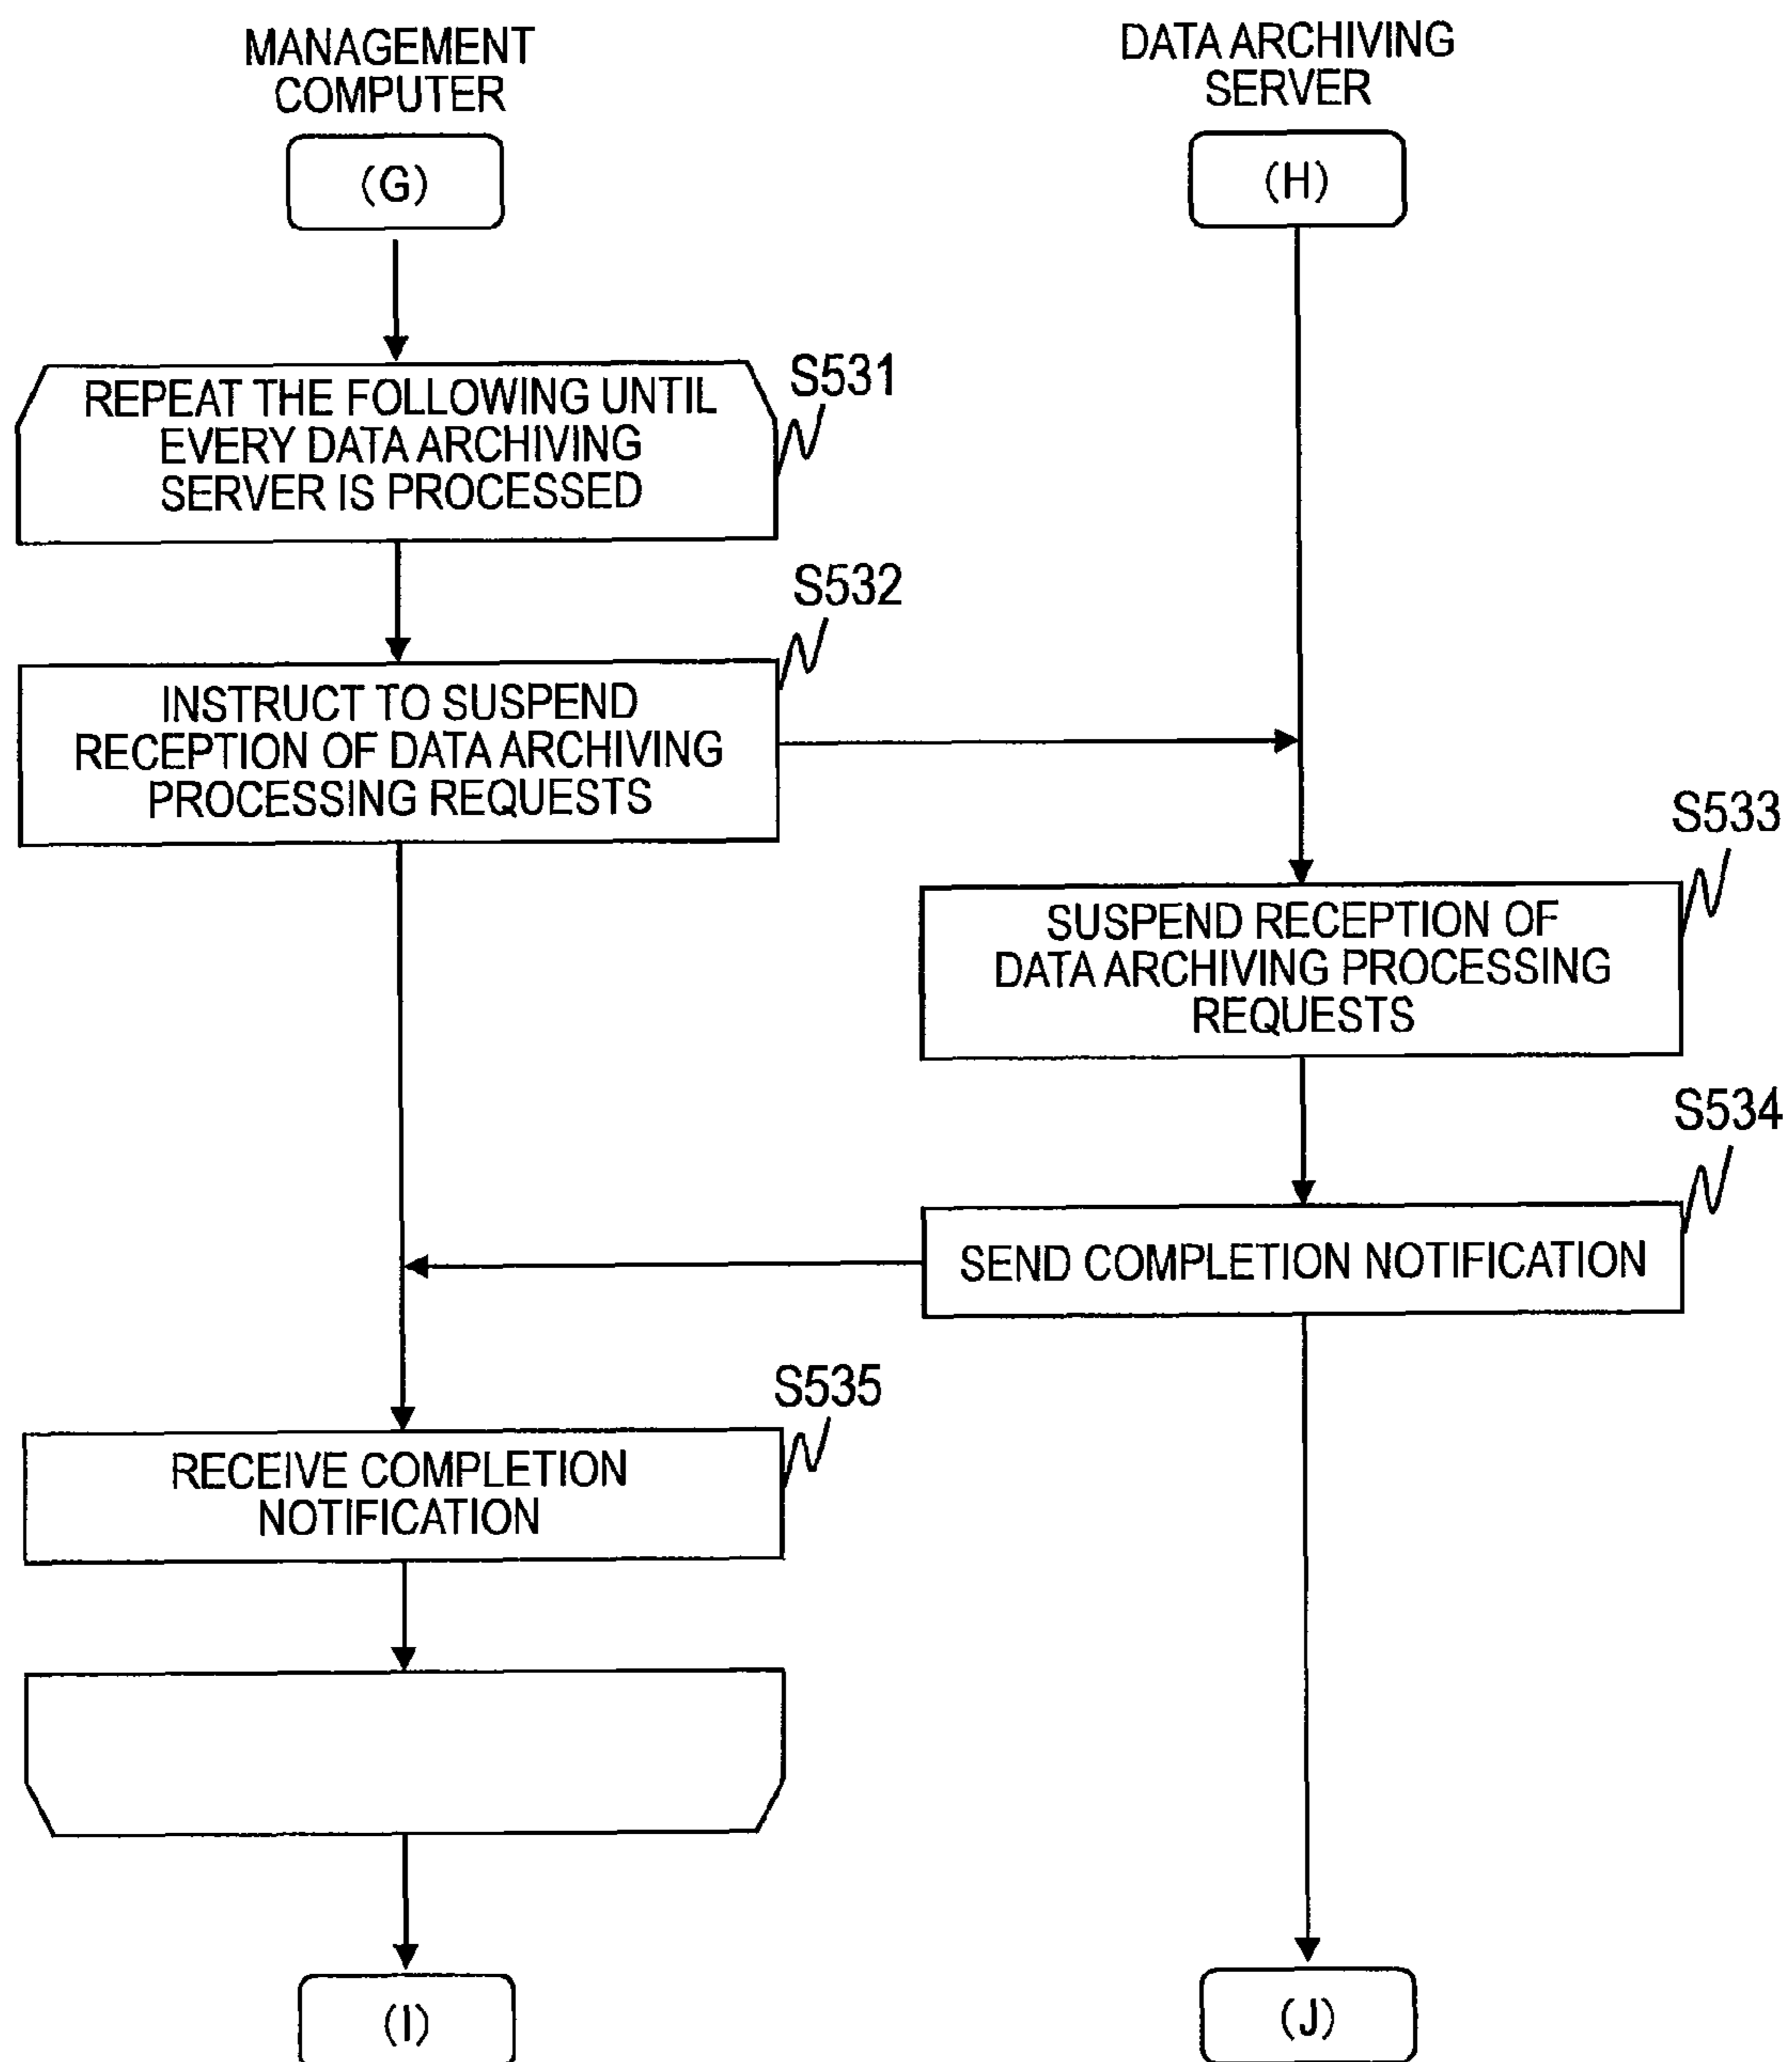 MANAGEMENT
COMPUTER
DATA ARCHIVING
SERVER
(G)
(H)
S531
REPEAT THE FOLLOWING UNTIL
EVERY DATA ARCHIVING
SERVER IS PROCESSED
S532
INSTRUCT TO SUSPEND
RECEPTION OF DATA ARCHIVING
PROCESSING REQUESTS
S533
SUSPEND RECEPTION OF
DATA ARCHIVING PROCESSING
REQUESTS
S534
SEND COMPLETION NOTIFICATION
S535
RECEIVE COMPLETION
NOTIFICATION
(I)
(J)